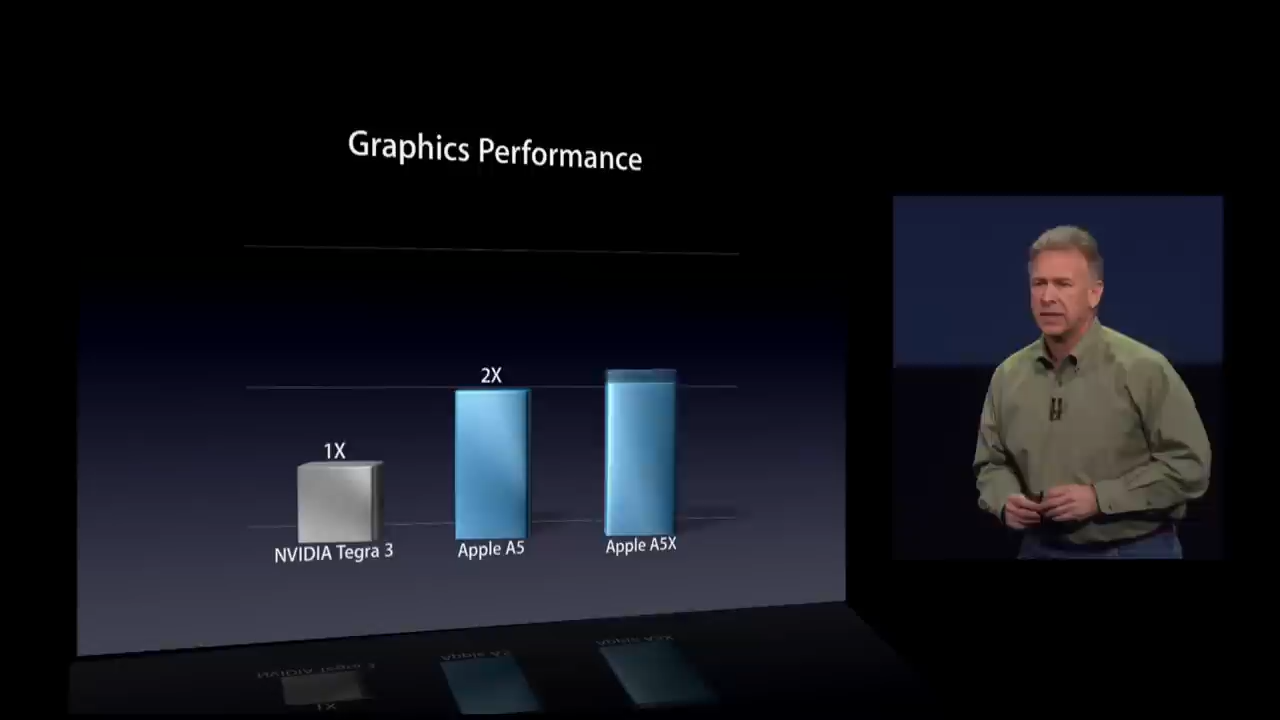 Graphics Performance
2X
1X
NVIDIA Tegra 3
Apple A5
Apple A5X